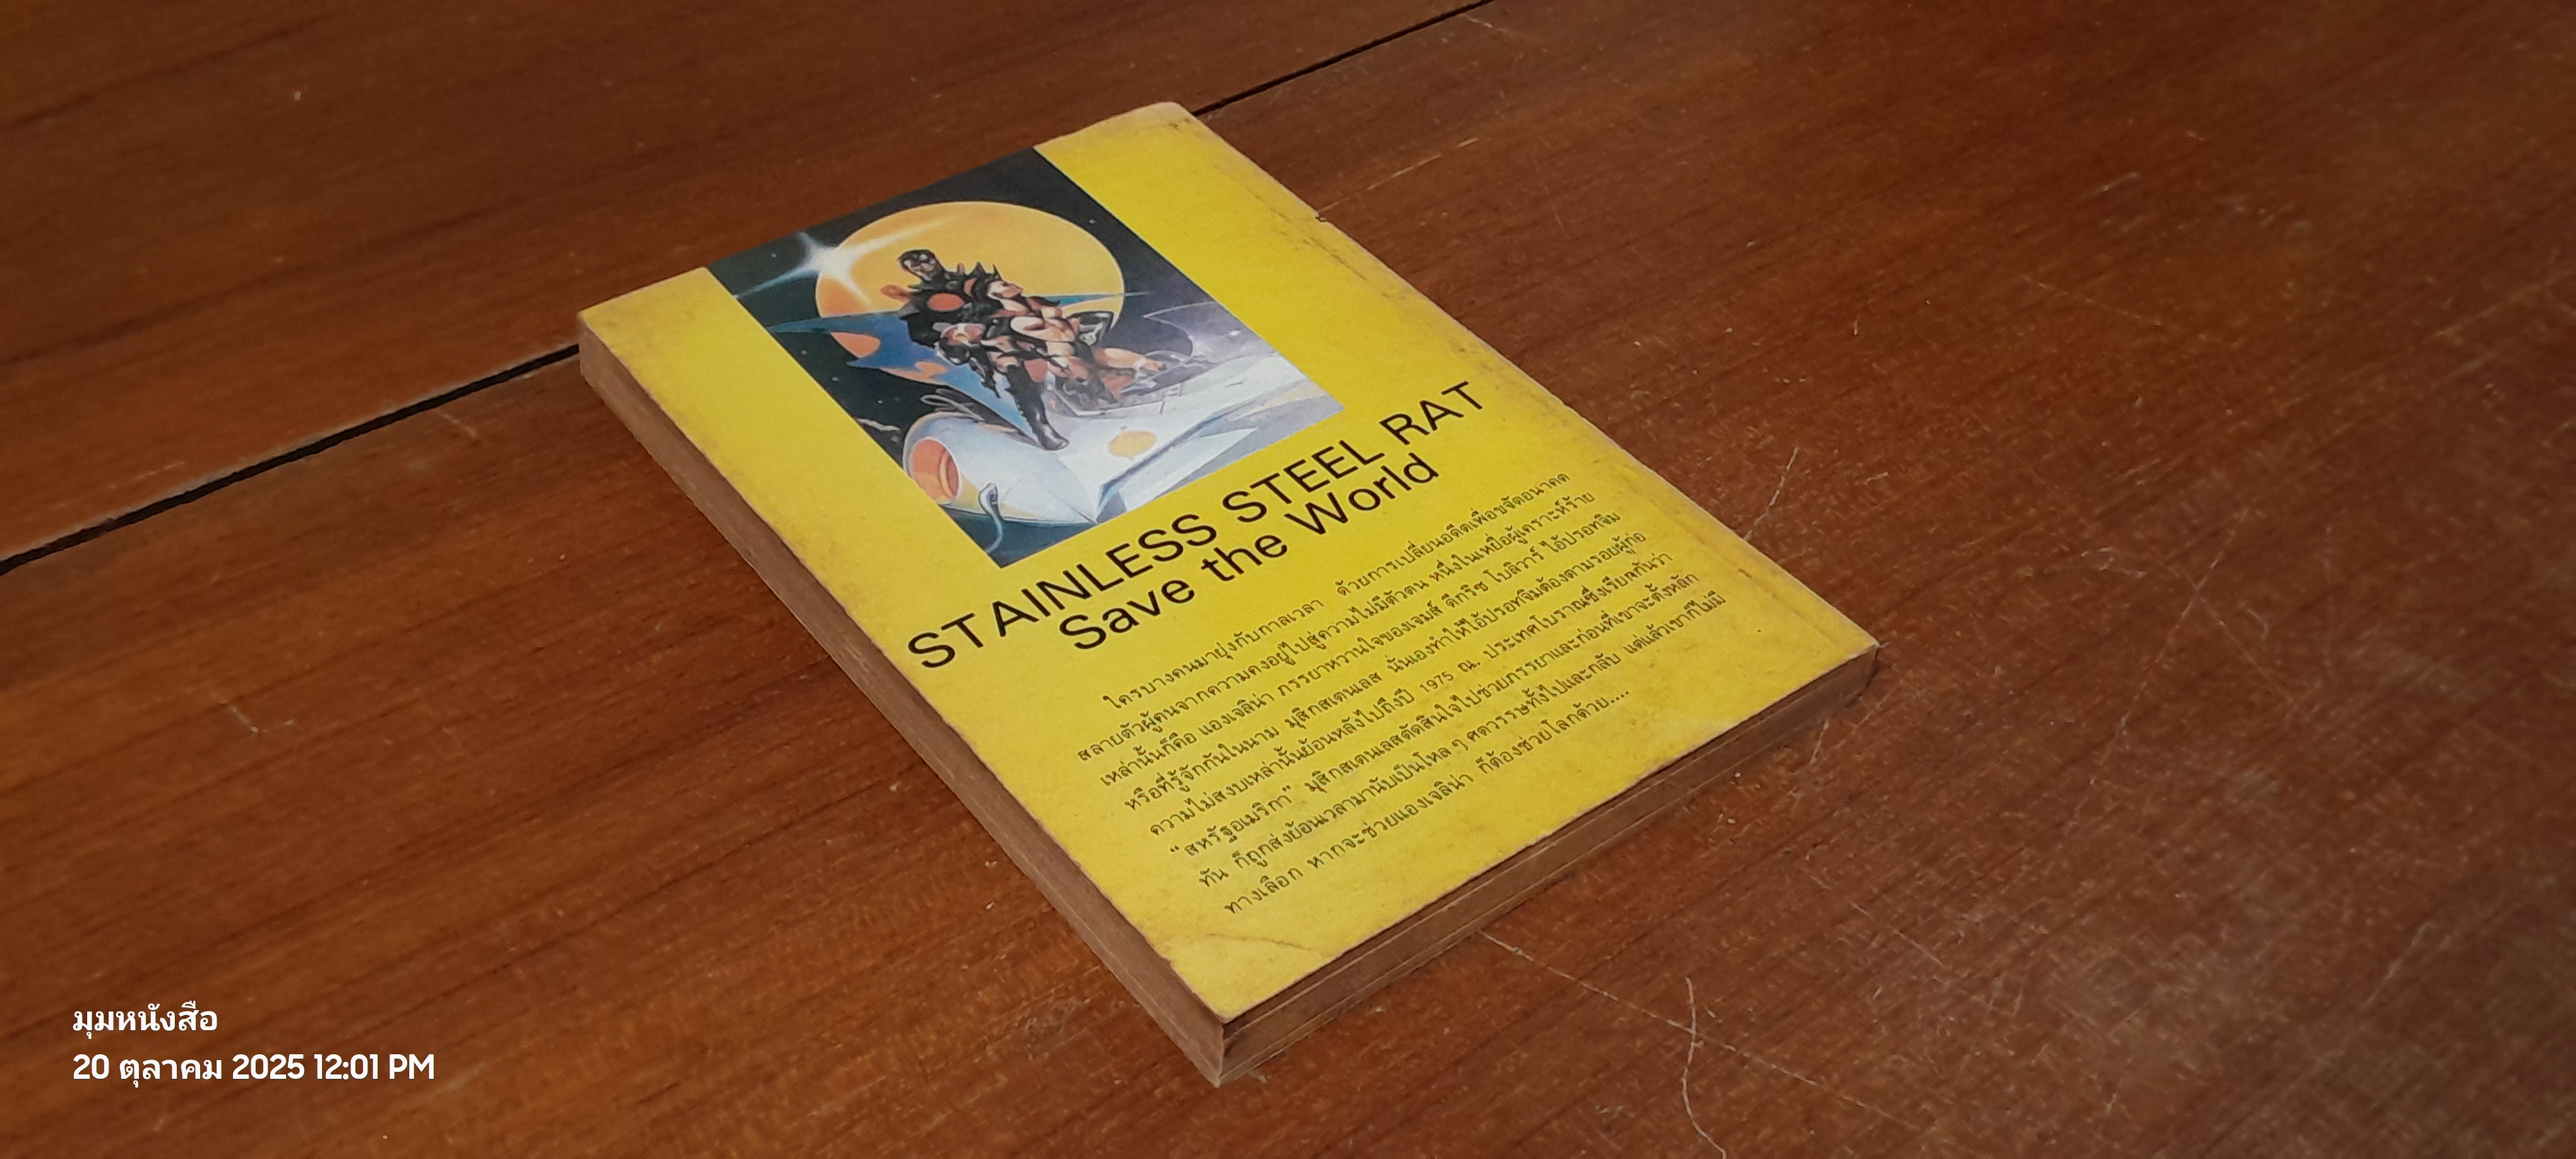 STAINLESS STEEL RAT
Save the World
ใครบางคนมายุ่งกับกาลเวลา ด้วยการเปลี่ยนอดีตเพื่อขจัดอนาคต
สลายตัวผู้คนจากความคงอยู่ไปสู่ความไม่มีตัวตน หนึ่งในเหยื่อผู้เคราะห์ร้าย
เหล่านั้นก็คือ แองเจลิน่า ภรรยาหวานใจของเจมส์ ดีกริซ โบลิวาร์ ไอ้ปรอทจิม
หรือที่รู้จักกันในนาม มุสิกสเตนเลส นั่นเองทำให้ไอ้ปรอทจิมต้องตามรอยผู้ก่อ
ความไม่สงบเหล่านั้นย้อนหลังไปถึงปี 1975 ณ. ประเทศโบราณซึ่งเรียกกันว่า
“สหรัฐอเมริกา” มุสิกสเตนเลสตัดสินใจไปช่วยภรรยาและก่อนที่เขาจะตั้งหลัก
ทัน ก็ถูกส่งย้อนเวลามานับเป็นโหล ๆ ศตวรรษทั้งไปและกลับ แต่แล้วเขาก็ไม่มี
ทางเลือก หากจะช่วยแองเจลิน่า ก็ต้องช่วยโลกด้วย....
มุมหนังสือ
20 ตุลาคม 2025 12:01 PM